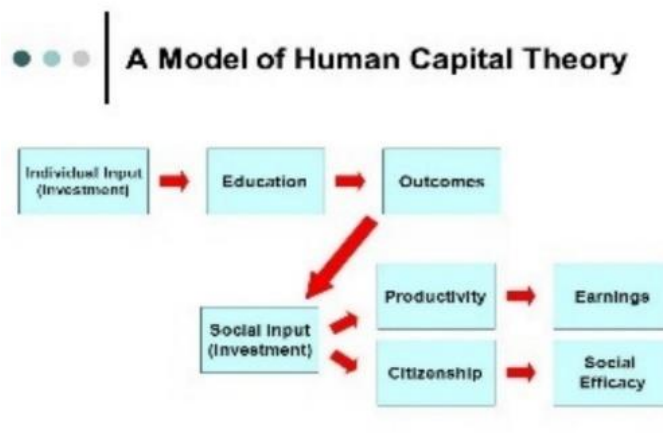 A Model of Human Capital Theory
Individual Input
(Investment)
Education
Outcomes
Social Input
(Investment)
Productivity
Earnings
Citizenship
Social
Efficacy